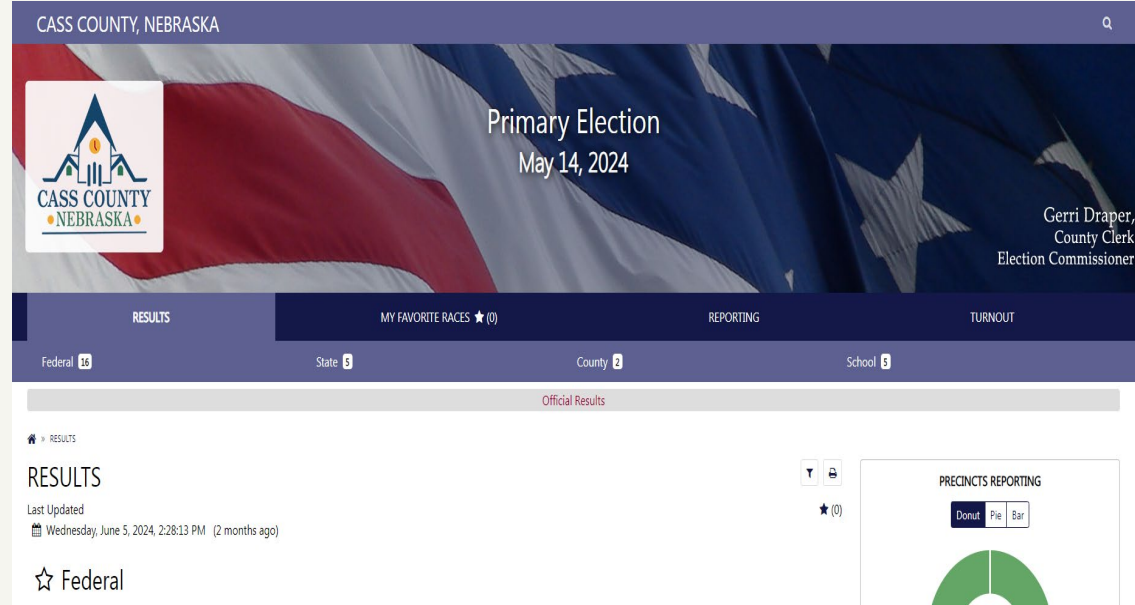 CASS COUNTY, NEBRASKA
Primary Election
May 14, 2024
CASS COUNTY
NEBRASKA
Gerri Draper,
County Clerk
Election Commissioner
RESULTS
MY FAVORITE RACES ★ (0)
REPORTING
TURNOUT
Federal 16
State 5
County 2
School 5
Official Results
» RESULTS
RESULTS
Last Updated
Wednesday, June 5, 2024, 2:28:13 PM (2 months ago)
★ (0)
☆ Federal
PRECINCTS REPORTING
Donut Pie Bar